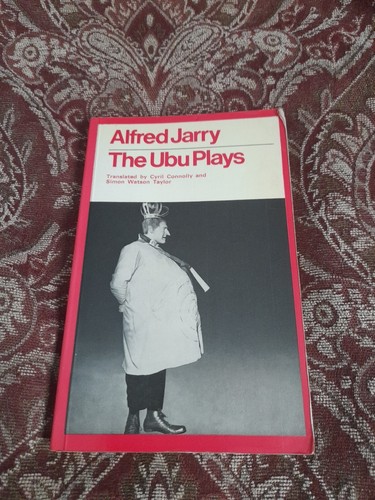 Alfred Jarry
The Ubu Plays
Translated by Cyril Connolly and
Simon Watson Taylor